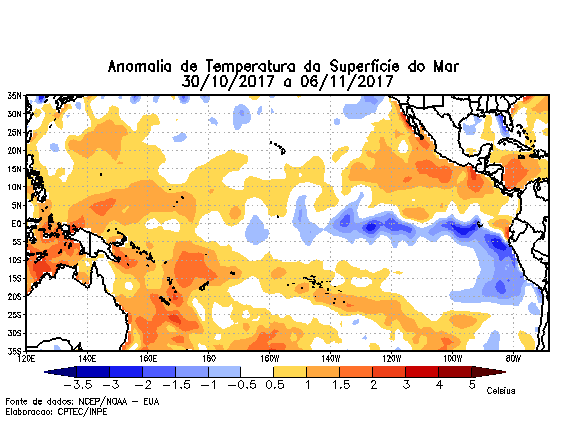 Anomalia de Temperatura da Superfície do Mar
30/10/2017 a 06/11/2017
35N
30N
25N
20N
15N
10N
5N
EQ
5S
10S
15S
20S
25S
30S
35S
120E 140E 160E 180 160W 140W 120W 100W 80W
-3.5 -3 -2 -1.5 -1 -0.5 0.5 1 1.5 2 3 4 5
Celsius
Fonte de dados: NCEP/NOAA - EUA
Elaboracao: CPTEC/INPE